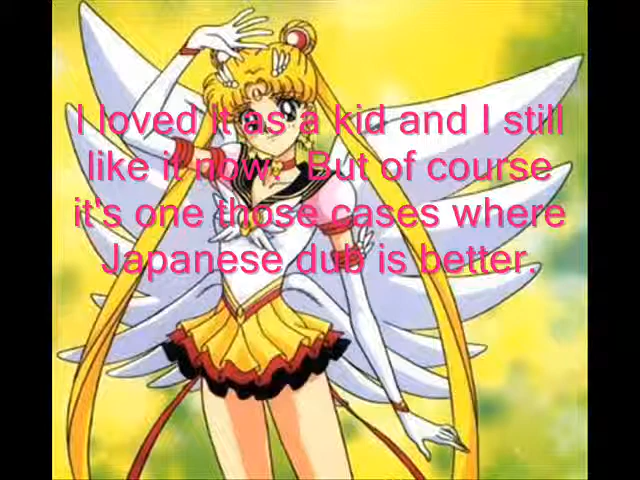 I loved it as a kid and I still
like it now.  But of course
it's one those cases where
Japanese dub is better.